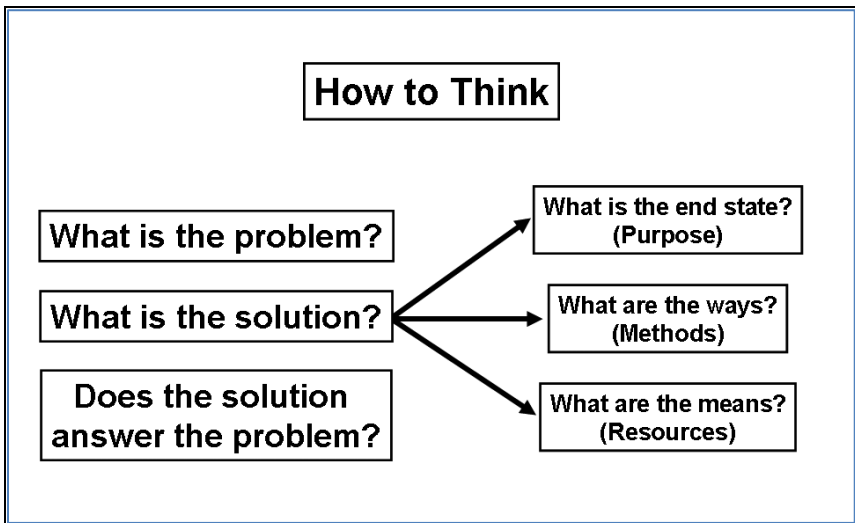 How to Think
What is the problem?
What is the solution?
Does the solution
answer the problem?
What is the end state?
(Purpose)
What are the ways?
(Methods)
What are the means?
(Resources)